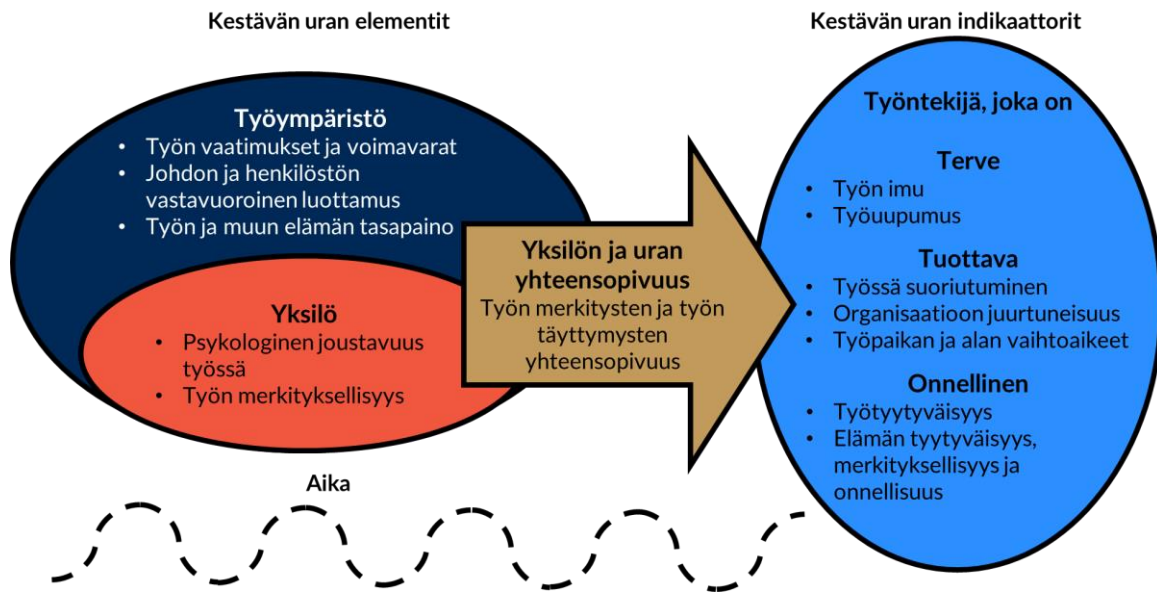 Kestävän uran elementit
Kestävän uran indikaattorit
Työympäristö
• Työn vaatimukset ja voimavarat
• Johdon ja henkilöstön
vastavuoroinen luottamus
• Työn ja muun elämän tasapaino
Yksilö
• Psykologinen joustavuus
työssä
• Työn merkityksellisyys
Yksilön ja uran
yhteensopivuus
Työn merkitysten ja työn
täyttymysten
yhteensopivuus
Työntekijä, joka on
Terve
• Työn imu
• Työuupumus
Tuottava
• Työssä suoriutuminen
• Organisaatioon juurtuneisuus
• Työpaikan ja alan vaihtoaikeet
Onnellinen
• Työtyytyväisyys
• Elämän tyytyväisyys,
merkityksellisyys ja
onnellisuus
Aika